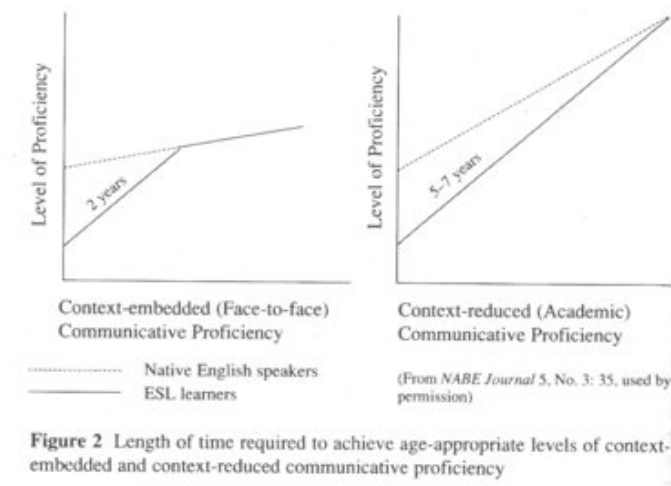 Level of Proficiency
2 years
Context-embedded (Face-to-face)
Communicative Proficiency
Level of Proficiency
5-7 years
Context-reduced (Academic)
Communicative Proficiency
Native English speakers
ESL learners
(From NABE Journal 5, No. 3: 35, used by
permission)
Figure 2 Length of time required to achieve age-appropriate levels of context-
embedded and context-reduced communicative proficiency